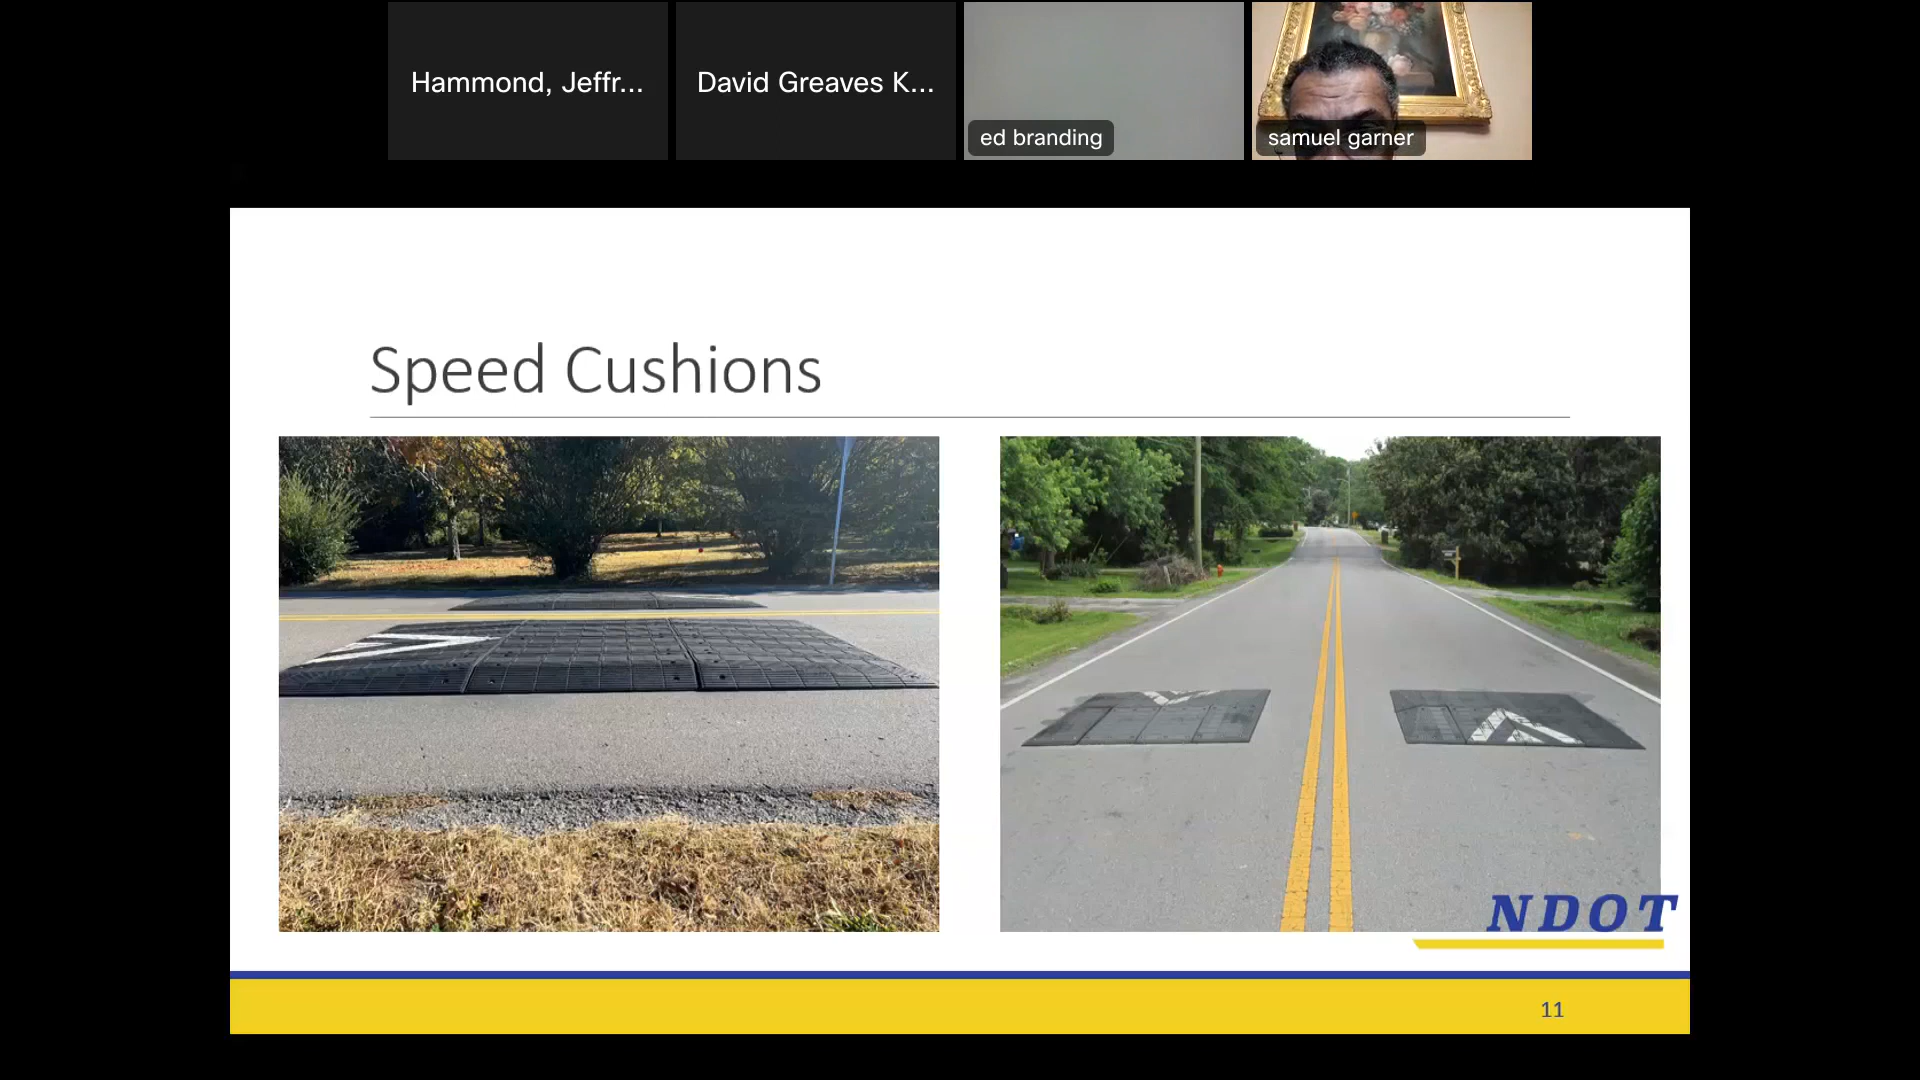 Hammond, Jeffr...
David Greaves K...
ed branding
samuel garner
Speed Cushions
NDOT
11